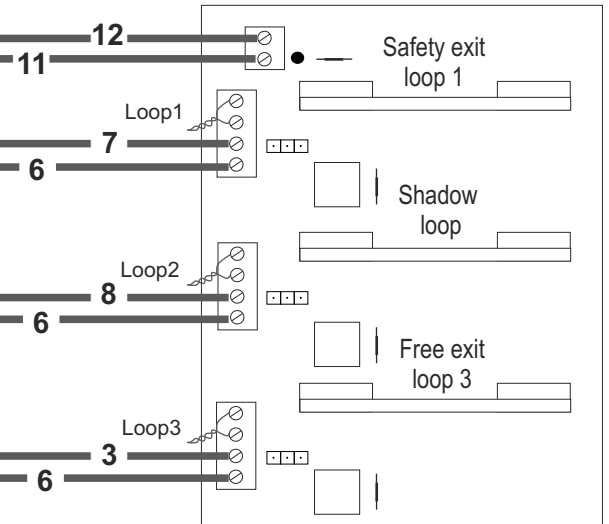 12
11
Safety exit
loop 1
Loop1
7
6
Shadow
loop
Loop2
8
6
Free exit
loop 3
Loop3
3
6